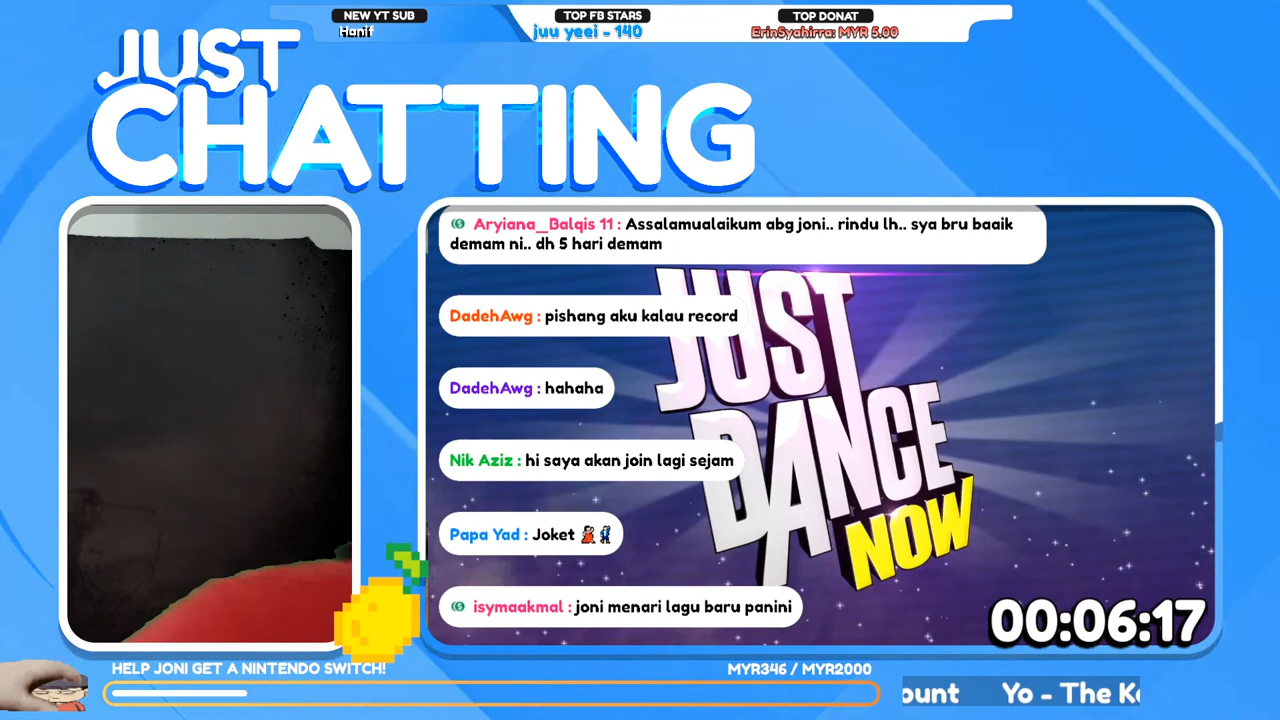 NEW YT SUB
Hanif
TOP FB STARS
juu yeei - 140
TOP DONAT
ErinSyahirra: MYR 5.00
JUST
CHATTING
Aryiana_Balqis 11 : Assalamualaikum abg joni.. rindu lh.. sya bru baaik
demam ni.. dh 5 hari demam
DadehAwg : pishang aku kalau record
DadehAwg : hahaha
Nik Aziz : hi saya akan join lagi sejam
Papa Yad : Joket 💃🕺
isymaakmal : joni menari lagu baru panini
JUST
DANCE
NOW
00:06:17
HELP JONI GET A NINTENDO SWITCH!
MYR346 / MYR2000
ount Yo - The K